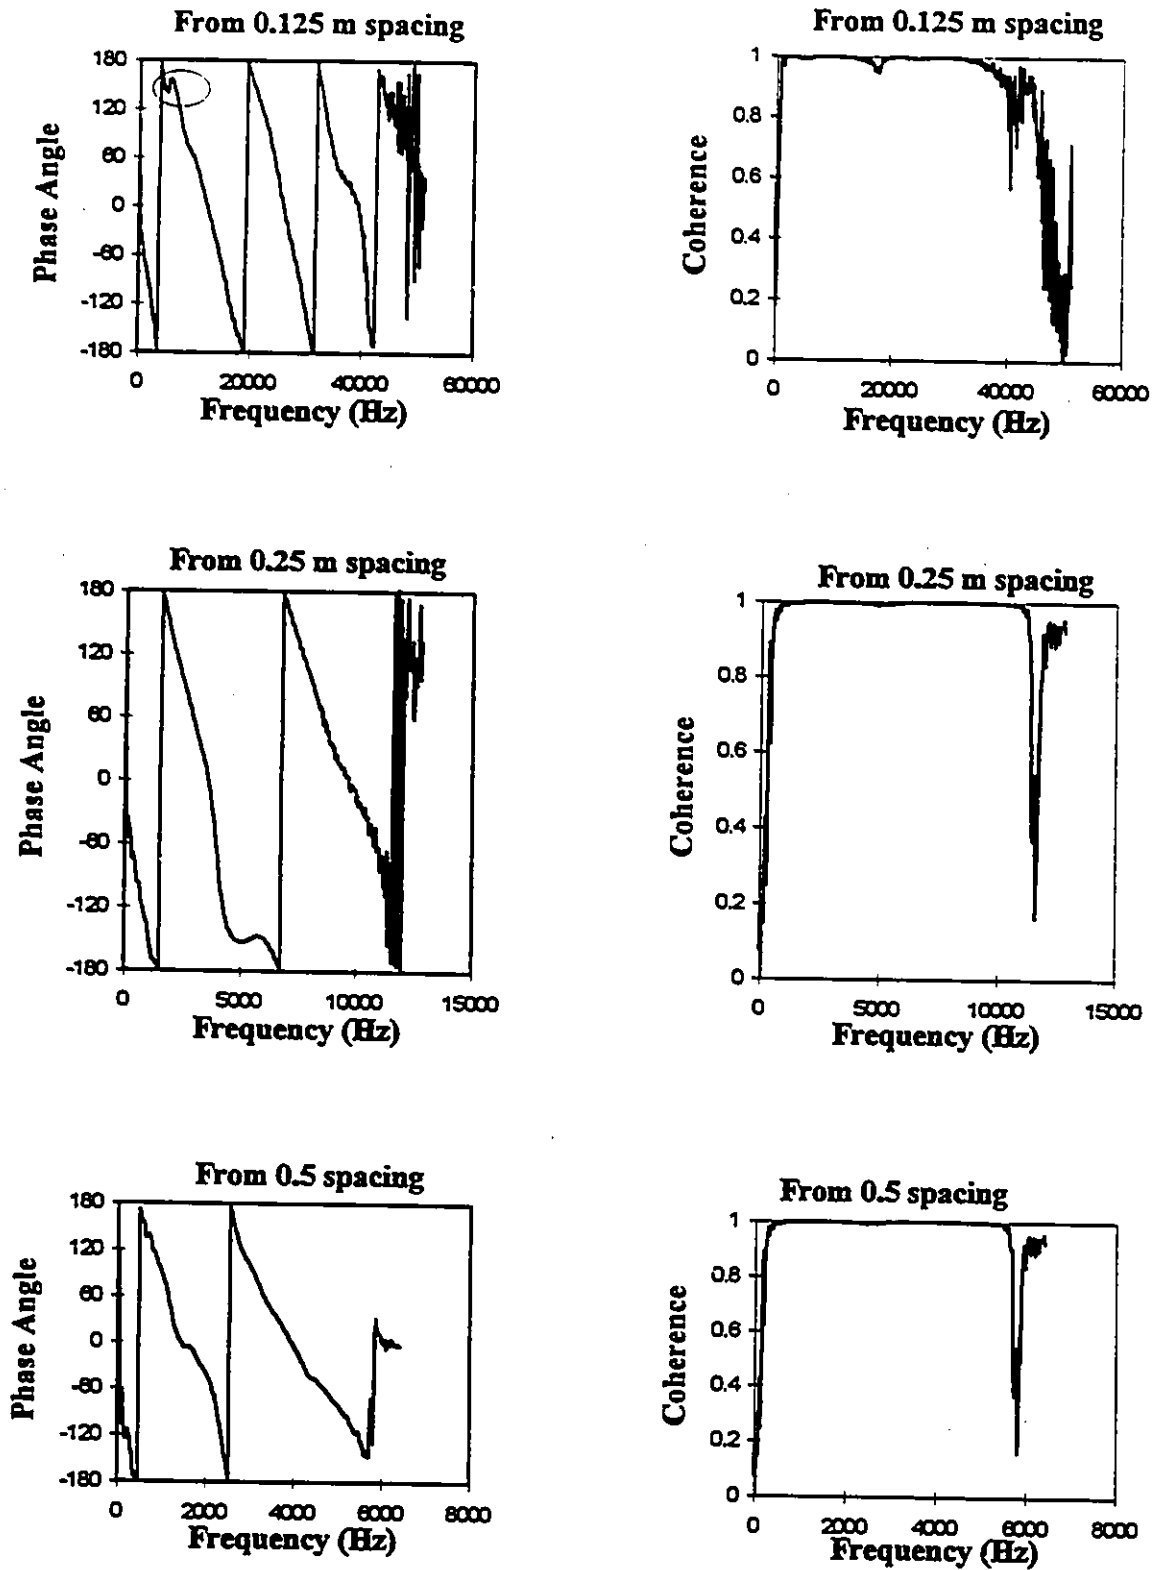 From 0.125 m spacing
180
120
60
0
-60
-120
-180
Phase Angle
0 20000 40000 60000
Frequency (Hz)
From 0.125 m spacing
1
0.8
0.6
0.4
0.2
0
Coherence
0 20000 40000 60000
Frequency (Hz)
From 0.25 m spacing
180
120
60
0
-60
-120
-180
Phase Angle
0 5000 10000 15000
Frequency (Hz)
From 0.25 m spacing
1
0.8
0.6
0.4
0.2
0
Coherence
0 5000 10000 15000
Frequency (Hz)
From 0.5 spacing
180
120
60
0
-60
-120
-180
Phase Angle
0 2000 4000 6000 8000
Frequency (Hz)
From 0.5 spacing
1
0.8
0.6
0.4
0.2
0
Coherence
0 2000 4000 6000 8000
Frequency (Hz)